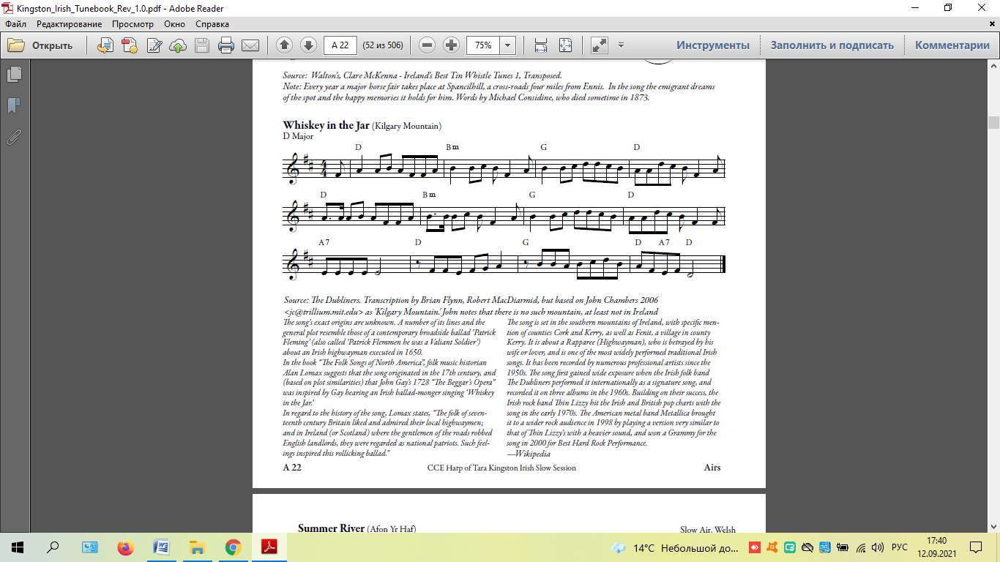 Kingston_Irish_Tunebook_Rev_1.0.pdf - Adobe Reader
Файл Редактирование Просмотр Окно Справка
Открыть A 22 (52 из 506) 75% Инструменты Заполнить и подписать Комментарии
Source: Walton's, Clare McKenna - Ireland's Best Tin Whistle Tunes 1, Transposed.
Note: Every year a major horse fair takes place at Spancilhill, a cross-roads four miles from Ennis. In the song the emigrant dreams
of the spot and the happy memories it holds for him. Words by Michael Considine, who died sometime in 1873.
Whiskey in the Jar (Kilgary Mountain)
D Major
D Bm G D
4
4
D Bm G D
A7 D G D A7 D
Source: The Dubliners. Transcription by Brian Flynn, Robert MacDiarmid, but based on John Chambers 2006
<jc@trillium.mit.edu> as 'Kilgary Mountain.' John notes that there is no such mountain, at least not in Ireland
The song's exact origins are unknown. A number of its lines and the
general plot resemble those of a contemporary broadside ballad 'Patrick
Fleming' (also called 'Patrick Flemmen he was a Valiant Soldier')
about an Irish highwayman executed in 1650.
In the book "The Folk Songs of North America", folk music historian
Alan Lomax suggests that the song originated in the 17th century, and
(based on plot similarities) that John Gay's 1728 "The Beggar's Opera"
was inspired by Gay hearing an Irish ballad-monger singing 'Whiskey
in the Jar.'
In regard to the history of the song, Lomax states, "The folk of seven-
teenth century Britain liked and admired their local highwaymen;
and in Ireland (or Scotland) where the gentlemen of the roads robbed
English landlords, they were regarded as national patriots. Such feel-
ings inspired this rollicking ballad."
The song is set in the southern mountains of Ireland, with specific men-
tion of counties Cork and Kerry, as well as Fenit, a village in county
Kerry. It is about a Rapparee (Highwayman), who is betrayed by his
wife or lover, and is one of the most widely performed traditional Irish
songs. It has been recorded by numerous professional artists since the
1950s. The song first gained wide exposure when the Irish folk band
The Dubliners performed it internationally as a signature song, and
recorded it on three albums in the 1960s. Building on their success, the
Irish rock band Thin Lizzy hit the Irish and British pop charts with the
song in the early 1970s. The American metal band Metallica brought
it to a wider rock audience in 1998 by playing a version very similar to
that of Thin Lizzy's with a heavier sound, and won a Grammy for the
song in 2000 for Best Hard Rock Performance.
—Wikipedia
A 22 CCE Harp of Tara Kingston Irish Slow Session Airs
Summer River (Afon Yr Haf) Slow Air, Welsh
14°C Небольшой до... РУС 17:40
12.09.2021